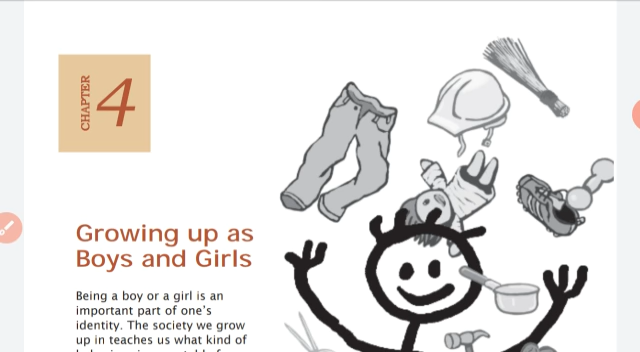 CHAPTER
4
Growing up as
Boys and Girls
Being a boy or a girl is an
important part of one's
identity. The society we grow
up in teaches us what kind of